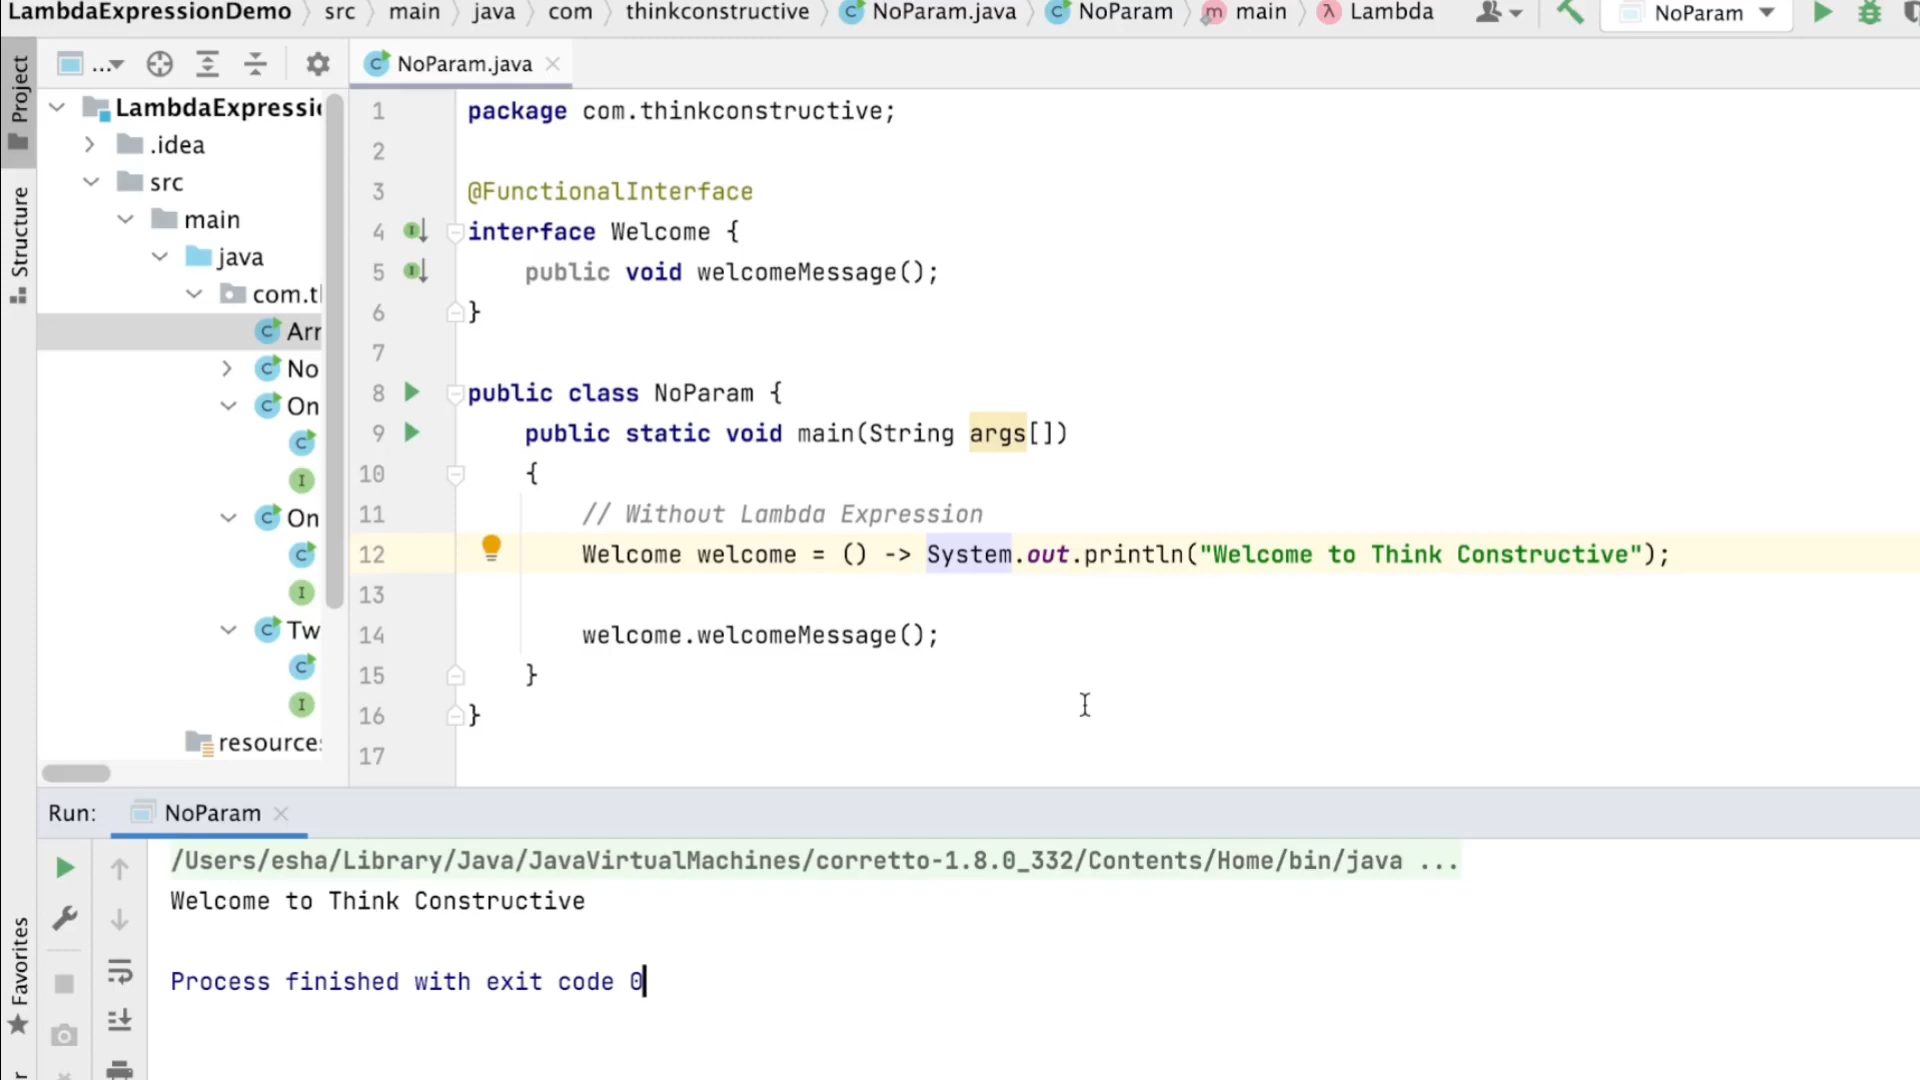 LambdaExpressionDemo src main java com thinkconstructive NoParam.java NoParam main Lambda NoParam
Project
Structure
Favorites
...
NoParam.java
LambdaExpressi
.idea
src
main
java
com.t
Arr
No
On
On
Tw
resource
1 package com.thinkconstructive;
2
3 @FunctionalInterface
4 interface Welcome {
5 public void welcomeMessage();
6 }
7
8 public class NoParam {
9 public static void main(String args[])
10 {
11 // Without Lambda Expression
12 Welcome welcome = () -> System.out.println("Welcome to Think Constructive");
13
14 welcome.welcomeMessage();
15 }
16 }
17
Run: NoParam
/Users/esha/Library/Java/JavaVirtualMachines/corretto-1.8.0_332/Contents/Home/bin/java ...
Welcome to Think Constructive
Process finished with exit code 0